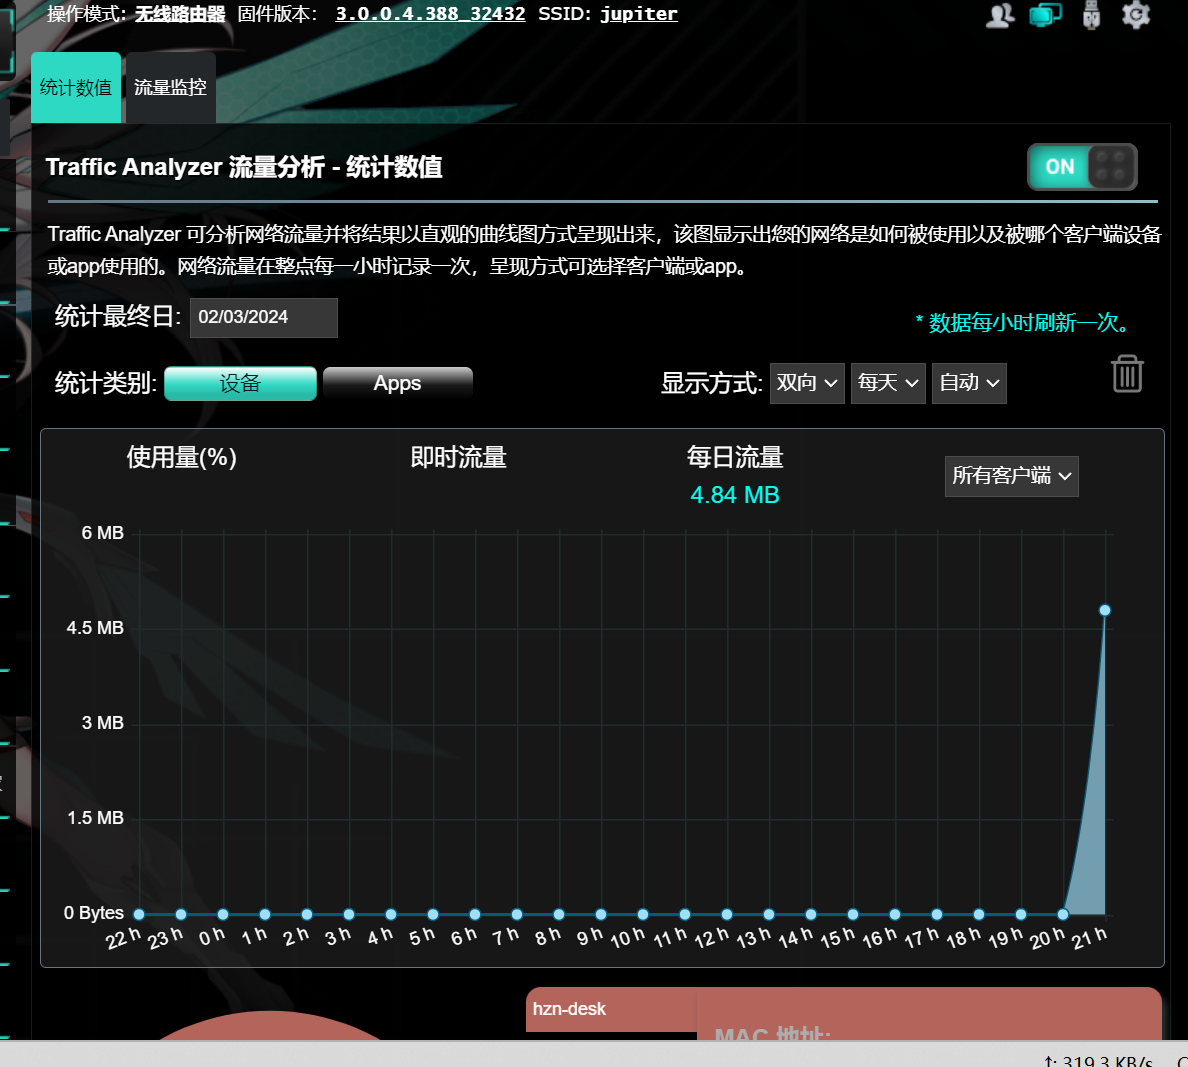 操作模式: 无线路由器 固件版本: 3.0.0.4.388_32432 SSID: jupiter
统计数值 流量监控
Traffic Analyzer 流量分析 - 统计数值
ON
Traffic Analyzer 可分析网络流量并将结果以直观的曲线图方式呈现出来，该图显示出您的网络是如何被使用以及被哪个客户端设备
或app使用的。网络流量在整点每一小时记录一次，呈现方式可选择客户端或app。
统计最终日: 02/03/2024
* 数据每小时刷新一次。
统计类别: 设备 Apps 显示方式: 双向 每天 自动
使用量(%) 即时流量 每日流量
所有客户端
4.84 MB
6 MB
4.5 MB
3 MB
1.5 MB
0 Bytes
22 h 23 h 0 h 1 h 2 h 3 h 4 h 5 h 6 h 7 h 8 h 9 h 10 h 11 h 12 h 13 h 14 h 15 h 16 h 17 h 18 h 19 h 20 h 21 h
hzn-desk
MAC 地址:
↑: 319.3 KB/s